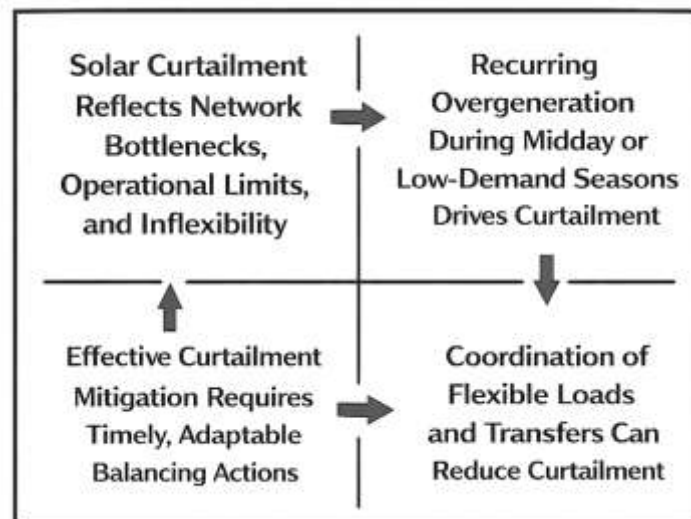 Solar Curtailment
Reflects Network
Bottlenecks,
Operational Limits,
and Inflexibility
Recurring
Overgeneration
During Midday or
Low-Demand Seasons
Drives Curtailment
Effective Curtailment
Mitigation Requires
Timely, Adaptable
Balancing Actions
Coordination of
Flexible Loads
and Transfers Can
Reduce Curtailment